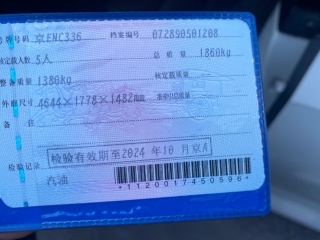 号牌号码 京ENC336 档案编号 072890501208
核定载人数 5人 总质量 1860kg
整备质量 1380kg 核定载质量
外廓尺寸 4644×1778×1482mm 准牵引总质量
备注
检验有效期至2024年10月京A
检验记录
汽油
*1120017450596*